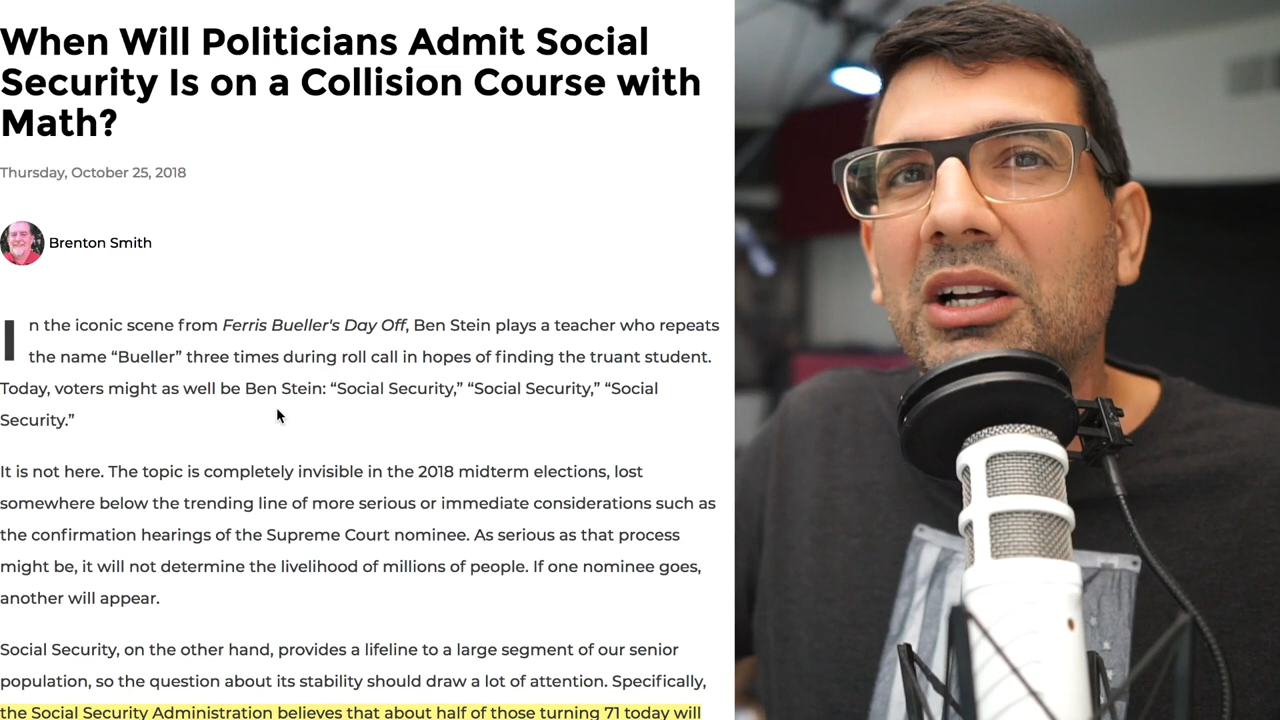 When Will Politicians Admit Social
Security Is on a Collision Course with
Math?
Thursday, October 25, 2018
Brenton Smith
In the iconic scene from Ferris Bueller's Day Off, Ben Stein plays a teacher who repeats
the name “Bueller” three times during roll call in hopes of finding the truant student.
Today, voters might as well be Ben Stein: “Social Security,” “Social Security,” “Social
Security.”
It is not here. The topic is completely invisible in the 2018 midterm elections, lost
somewhere below the trending line of more serious or immediate considerations such as
the confirmation hearings of the Supreme Court nominee. As serious as that process
might be, it will not determine the livelihood of millions of people. If one nominee goes,
another will appear.
Social Security, on the other hand, provides a lifeline to a large segment of our senior
population, so the question about its stability should draw a lot of attention. Specifically,
the Social Security Administration believes that about half of those turning 71 today will